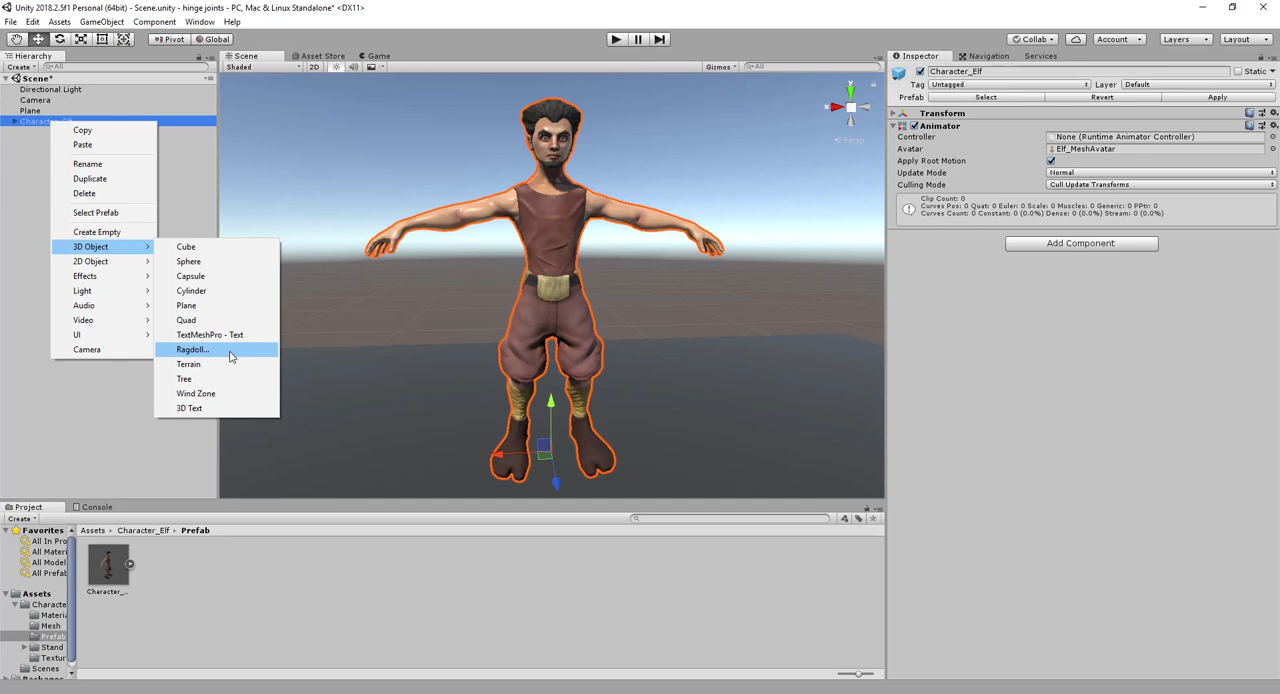 Unity 2018.2.5f1 Personal (64bit) - Scene.unity - hinge joints - PC, Mac & Linux Standalone* <DX11>
File Edit Assets GameObject Component Window Help
Pivot Global Collab Account Layers Layout
Hierarchy Scene Asset Store Game Inspector Navigation Services
Create All Shaded 2D Gizmos All
Scene*
Directional Light
Camera
Plane
Copy
Paste
Rename
Duplicate
Delete
Select Prefab
Create Empty
3D Object
2D Object
Effects
Light
Audio
Video
UI
Camera
Cube
Sphere
Capsule
Cylinder
Plane
Quad
TextMeshPro - Text
Ragdoll...
Terrain
Tree
Wind Zone
3D Text
y
x
Persp
Character_Elf Static
Tag Untagged Layer Default
Prefab Select Revert Apply
Transform
Animator
Controller None (Runtime Animator Controller)
Avatar Elf_MeshAvatar
Apply Root Motion
Update Mode Normal
Culling Mode Cull Update Transforms
Clip Count: 0
Curves Pos: 0 Quat: 0 Euler: 0 Scale: 0 Muscles: 0 Generic: 0 PPtr: 0
Curves Count: 0 Constant: 0 (0.0%) Dense: 0 (0.0%) Stream: 0 (0.0%)
Add Component
Project Console
Create
Favorites
All In Pro
All Materi
All Model
All Prefab
Assets
Characte
Materi
Mesh
Prefab
Stand
Textur
Scenes
Assets Character_Elf Prefab
Character_...